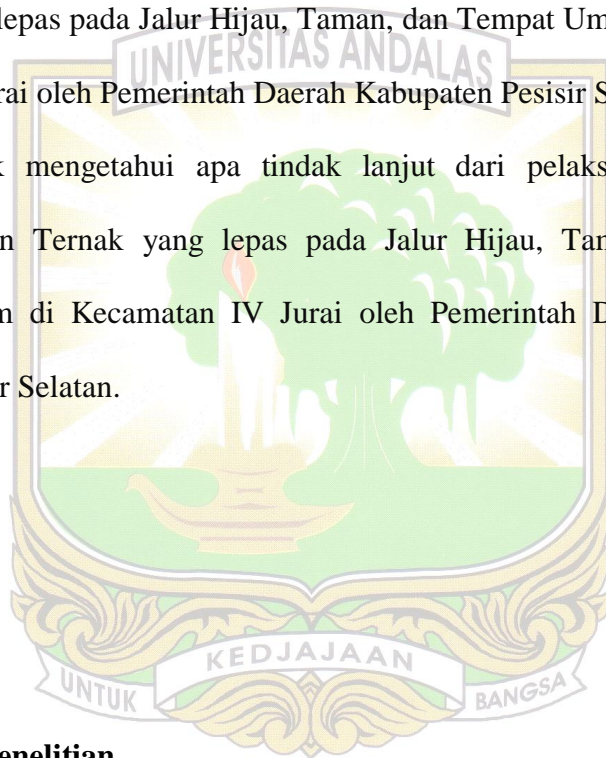 lepas pada Jalur Hijau, Taman, dan Tempat Um
UNIVERSITAS ANDALAS
rai oleh Pemerintah Daerah Kabupaten Pesisir S
mengetahui apa tindak lanjut dari pelaks
n Ternak yang lepas pada Jalur Hijau, Tam
m di Kecamatan IV Jurai oleh Pemerintah D
r Selatan.
KEDJAJAAN
UNTUK
BANGSA
enelitian